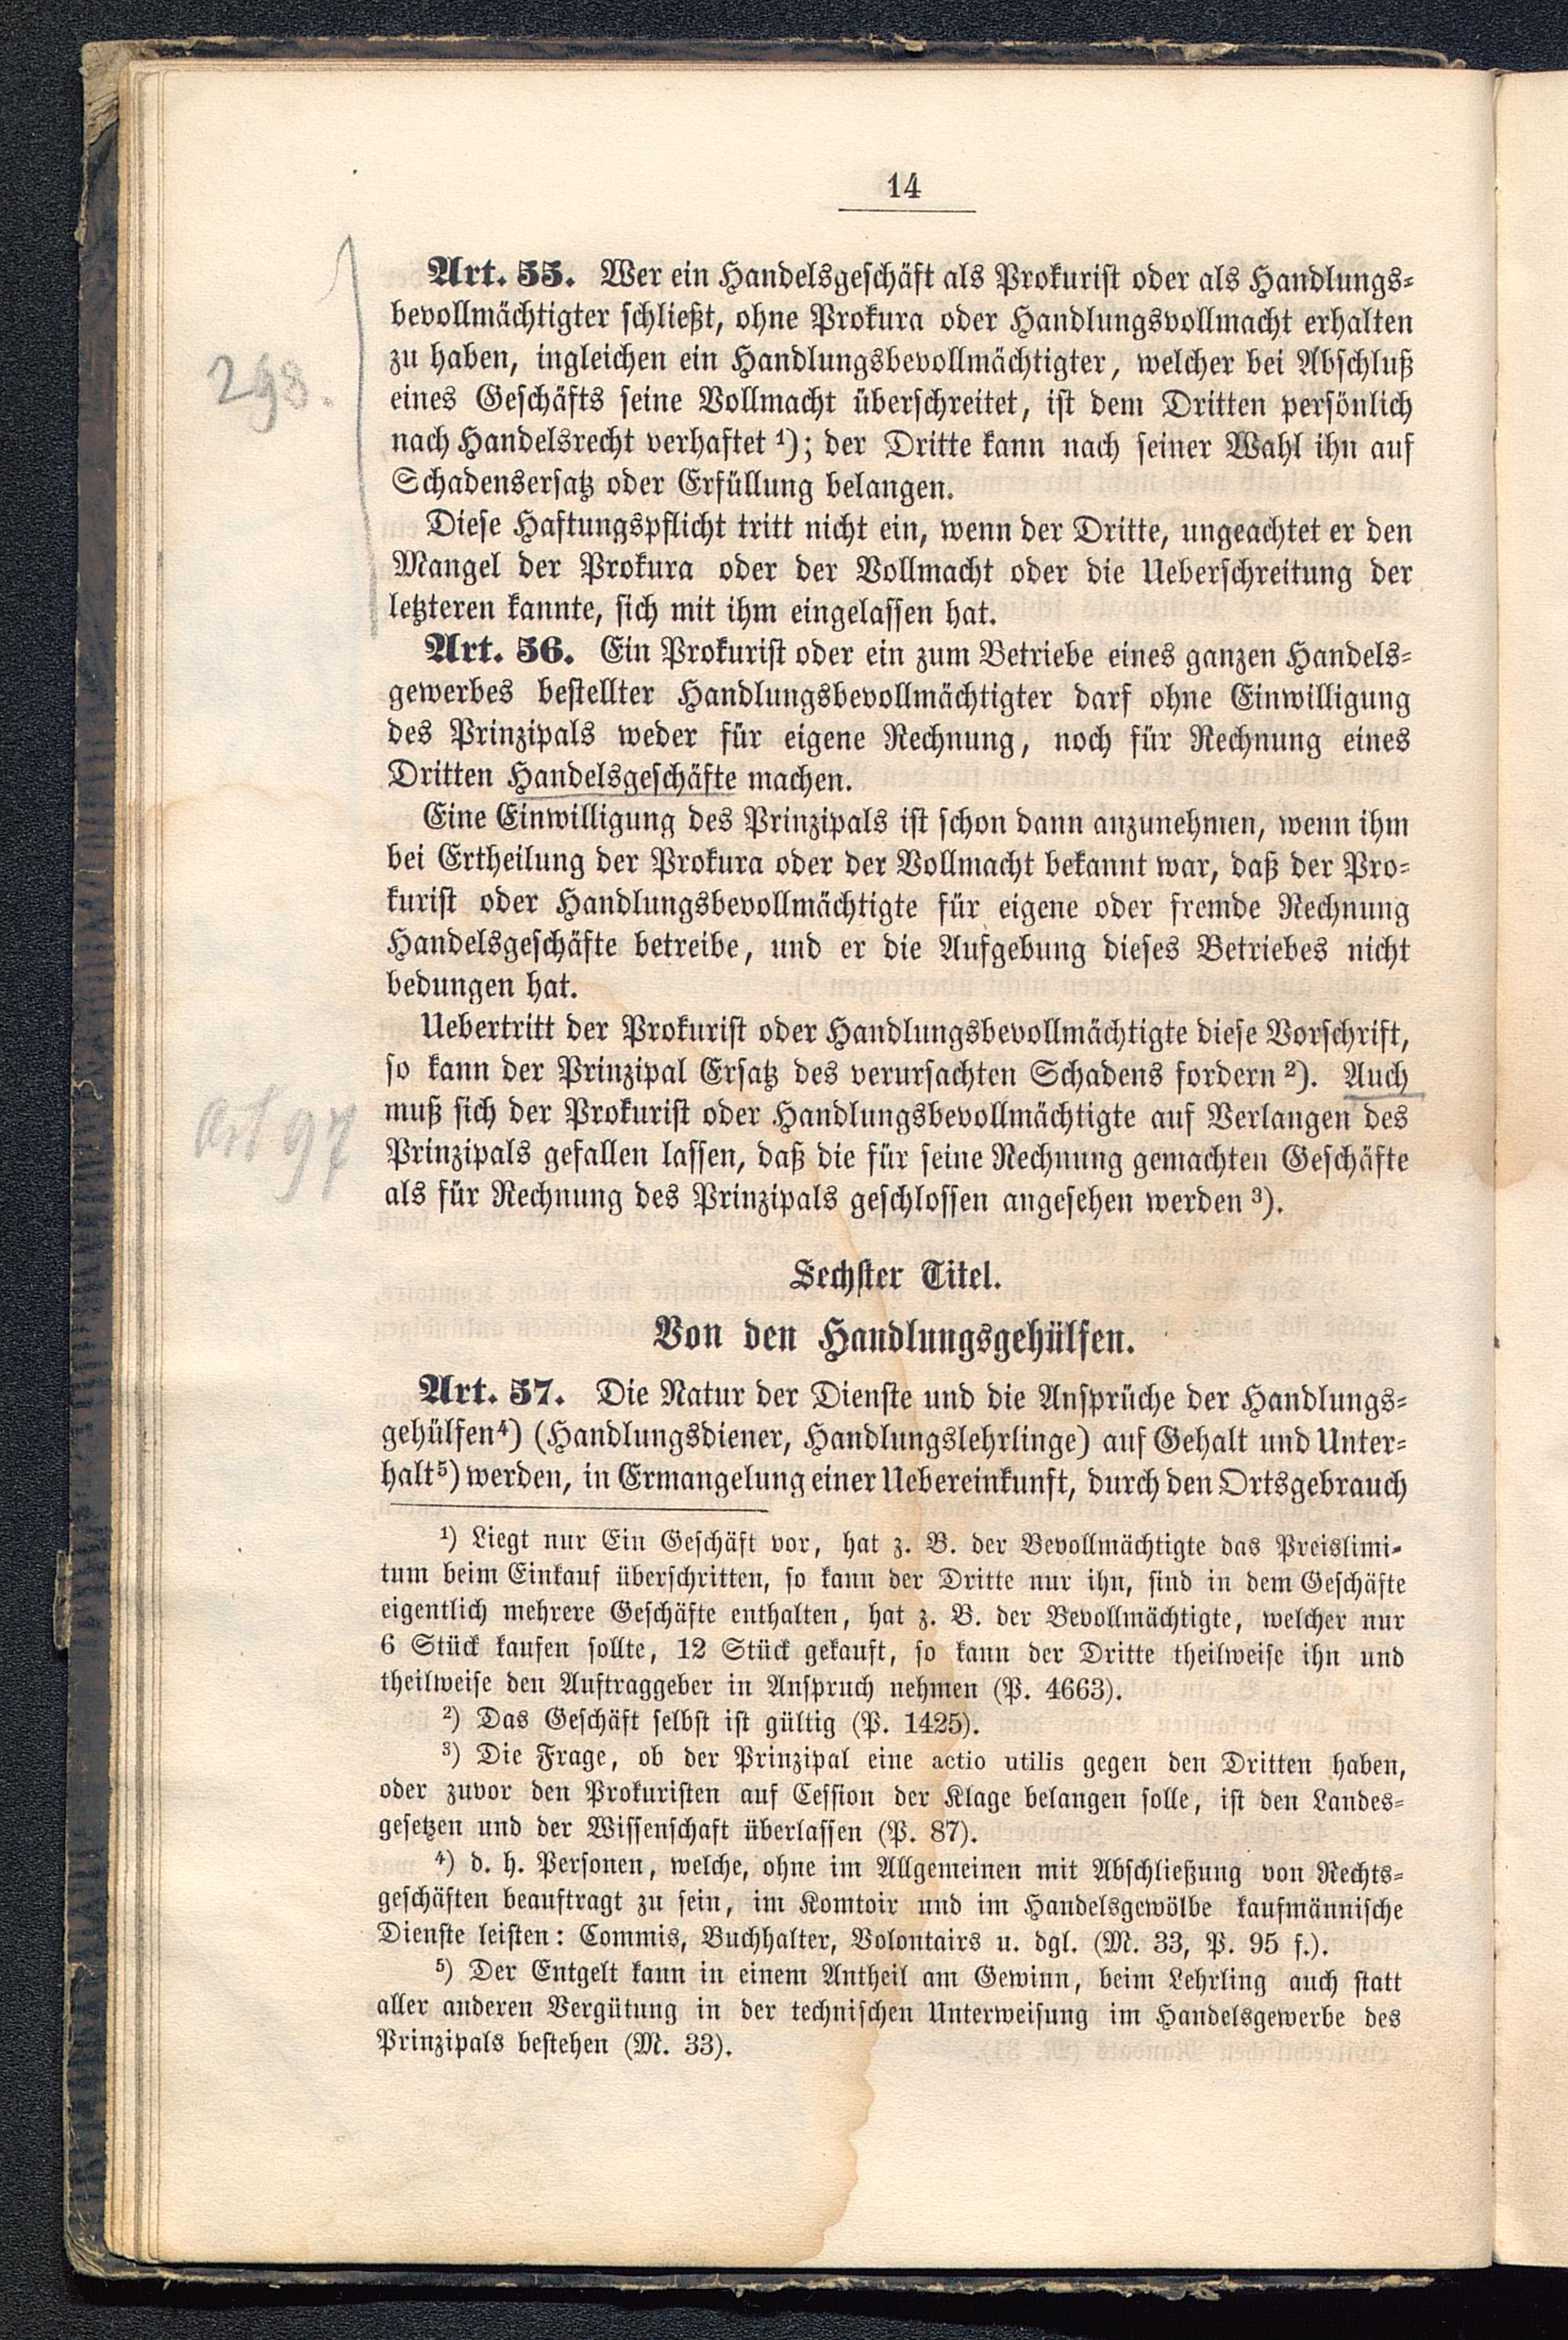 14
Art. 55. Wer ein Handelsgeschäft als Prokurist oder als Handlungs-
bevollmächtigter schließt, ohne Prokura oder Handlungsvollmacht erhalten
zu haben, ingleichen ein Handlungsbevollmächtigter, welcher bei Abschluß
298.
eines Geschäfts seine Vollmacht überschreitet, ist dem Dritten persönlich
nach Handelsrecht verhaftet ¹); der Dritte kann nach seiner Wahl ihn auf
Schadensersatz oder Erfüllung belangen.
Diese Haftungspflicht tritt nicht ein, wenn der Dritte, ungeachtet er den
Mangel der Prokura oder der Vollmacht oder die Ueberschreitung der
letzteren kannte, sich mit ihm eingelassen hat.
Art. 56. Ein Prokurist oder ein zum Betriebe eines ganzen Handels-
gewerbes bestellter Handlungsbevollmächtigter darf ohne Einwilligung
des Prinzipals weder für eigene Rechnung, noch für Rechnung eines
Dritten Handelsgeschäfte machen.
Eine Einwilligung des Prinzipals ist schon dann anzunehmen, wenn ihm
bei Ertheilung der Prokura oder der Vollmacht bekannt war, daß der Pro-
kurist oder Handlungsbevollmächtigte für eigene oder fremde Rechnung
Handelsgeschäfte betreibe, und er die Aufgebung dieses Betriebes nicht
bedungen hat.
Uebertritt der Prokurist oder Handlungsbevollmächtigte diese Vorschrift,
so kann der Prinzipal Ersatz des verursachten Schadens fordern ²). Auch
Art 97
muß sich der Prokurist oder Handlungsbevollmächtigte auf Verlangen des
Prinzipals gefallen lassen, daß die für seine Rechnung gemachten Geschäfte
als für Rechnung des Prinzipals geschlossen angesehen werden ³).
Sechster Titel.
Von den Handlungsgehülfen.
Art. 57. Die Natur der Dienste und die Ansprüche der Handlungs-
gehülfen⁴) (Handlungsdiener, Handlungslehrlinge) auf Gehalt und Unter-
halt⁵) werden, in Ermangelung einer Uebereinkunft, durch den Ortsgebrauch
¹) Liegt nur Ein Geschäft vor, hat z. B. der Bevollmächtigte das Preislimi-
tum beim Einkauf überschritten, so kann der Dritte nur ihn, sind in dem Geschäfte
eigentlich mehrere Geschäfte enthalten, hat z. B. der Bevollmächtigte, welcher nur
6 Stück kaufen sollte, 12 Stück gekauft, so kann der Dritte theilweise ihn und
theilweise den Auftraggeber in Anspruch nehmen (P. 4663).
²) Das Geschäft selbst ist gültig (P. 1425).
³) Die Frage, ob der Prinzipal eine actio utilis gegen den Dritten haben,
oder zuvor den Prokuristen auf Cession der Klage belangen solle, ist den Landes-
gesetzen und der Wissenschaft überlassen (P. 87).
⁴) d. h. Personen, welche, ohne im Allgemeinen mit Abschließung von Rechts-
geschäften beauftragt zu sein, im Komtoir und im Handelsgewölbe kaufmännische
Dienste leisten: Commis, Buchhalter, Volontairs u. dgl. (M. 33, P. 95 f.).
⁵) Der Entgelt kann in einem Antheil am Gewinn, beim Lehrling auch statt
aller anderen Vergütung in der technischen Unterweisung im Handelsgewerbe des
Prinzipals bestehen (M. 33).